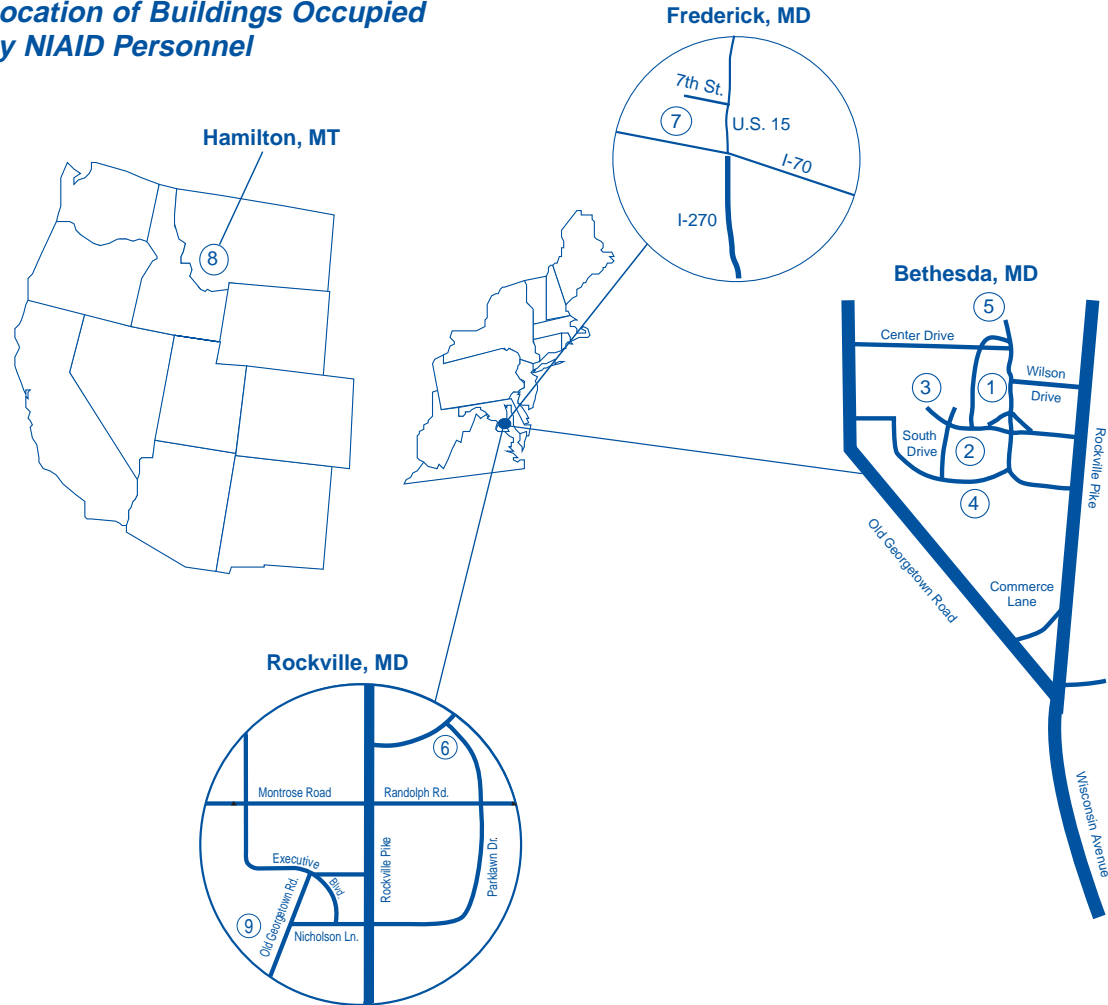 ocation of Buildings Occupied
y NIAID Personnel
Frederick, MD
7th St.
7
U.S. 15
I-70
I-270
Hamilton, MT
8
Bethesda, MD
5
Center Drive
Wilson
Drive
1
3
South
Drive
2
4
Rockville Pike
Old Georgetown Road
Commerce
Lane
Wisconsin Avenue
Rockville, MD
6
Montrose Road
Randolph Rd.
Executive
Blvd.
Rockville Pike
Parklawn Dr.
Old Georgetown Rd.
9
Nicholson Ln.